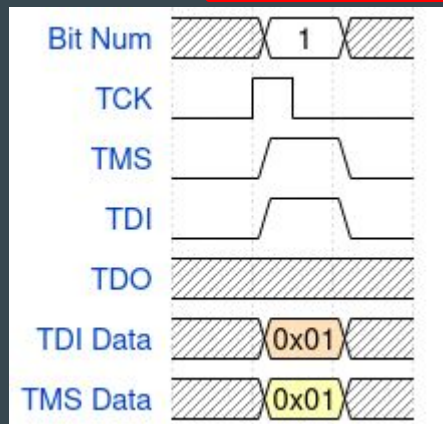 Bit Num 1
TCK
TMS
TDI
TDO
TDI Data 0x01
TMS Data 0x01